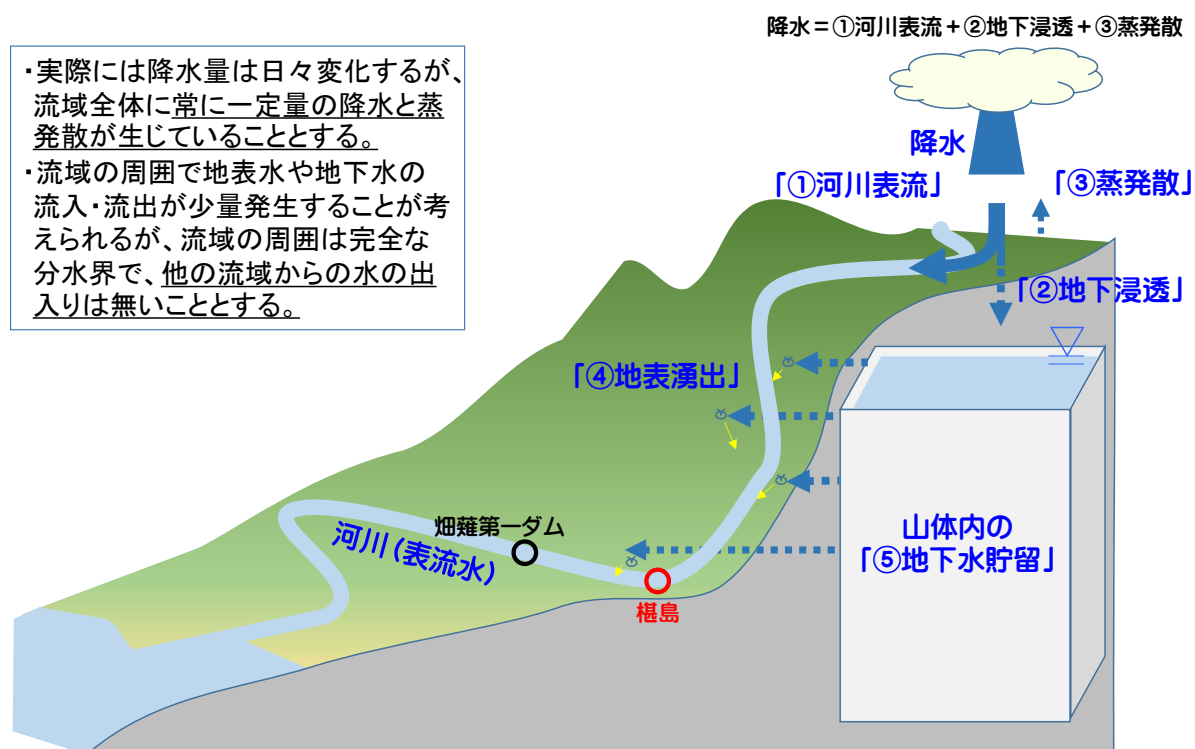 降水＝①河川表流＋②地下浸透＋③蒸発散
・実際には降水量は日々変化するが、
流域全体に常に一定量の降水と蒸
発散が生じていることとする。
・流域の周囲で地表水や地下水の
流入・流出が少量発生することが考
えられるが、流域の周囲は完全な
分水界で、他の流域からの水の出
入りは無いこととする。
降水
「①河川表流」
「③蒸発散」
「②地下浸透」
「④地表湧出」
畑薙第一ダム
河川（表流水）
椹島
山体内の
「⑤地下水貯留」